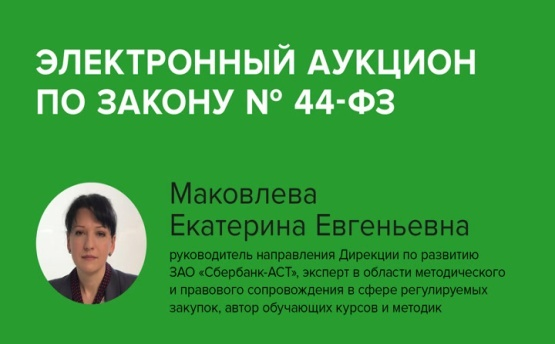 ЭЛЕКТРОННЫЙ АУКЦИОН
ПО ЗАКОНУ № 44-ФЗ
Маковлева
Екатерина Евгеньевна
руководитель направления Дирекции по развитию
ЗАО «Сбербанк-АСТ», эксперт в области методического
и правового сопровождения в сфере регулируемых
закупок, автор обучающих курсов и методик